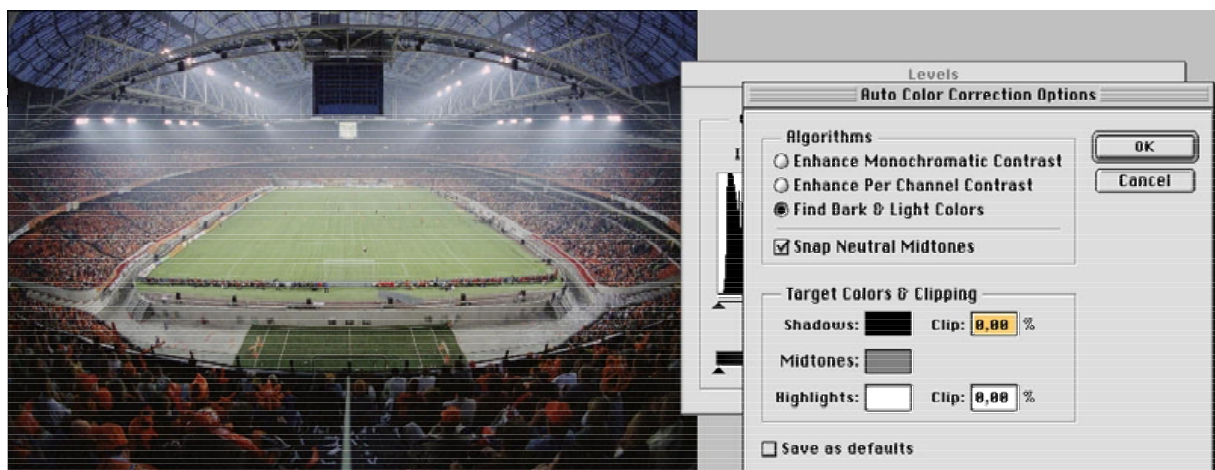 Levels
Auto Color Correction Options
Algorithms
Enhance Monochromatic Contrast
Enhance Per Channel Contrast
Find Dark & Light Colors
Snap Neutral Midtones
OK
Cancel
Target Colors & Clipping
Shadows: Clip: 0,00 %
Midtones:
Highlights: Clip: 0,00 %
Save as defaults